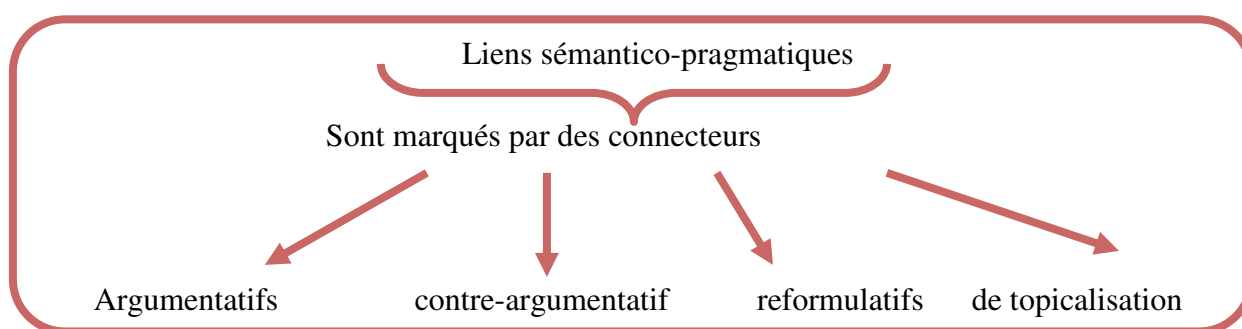 Liens sémantico-pragmatiques
Sont marqués par des connecteurs
Argumentatifs contre-argumentatif reformulatifs de topicalisation